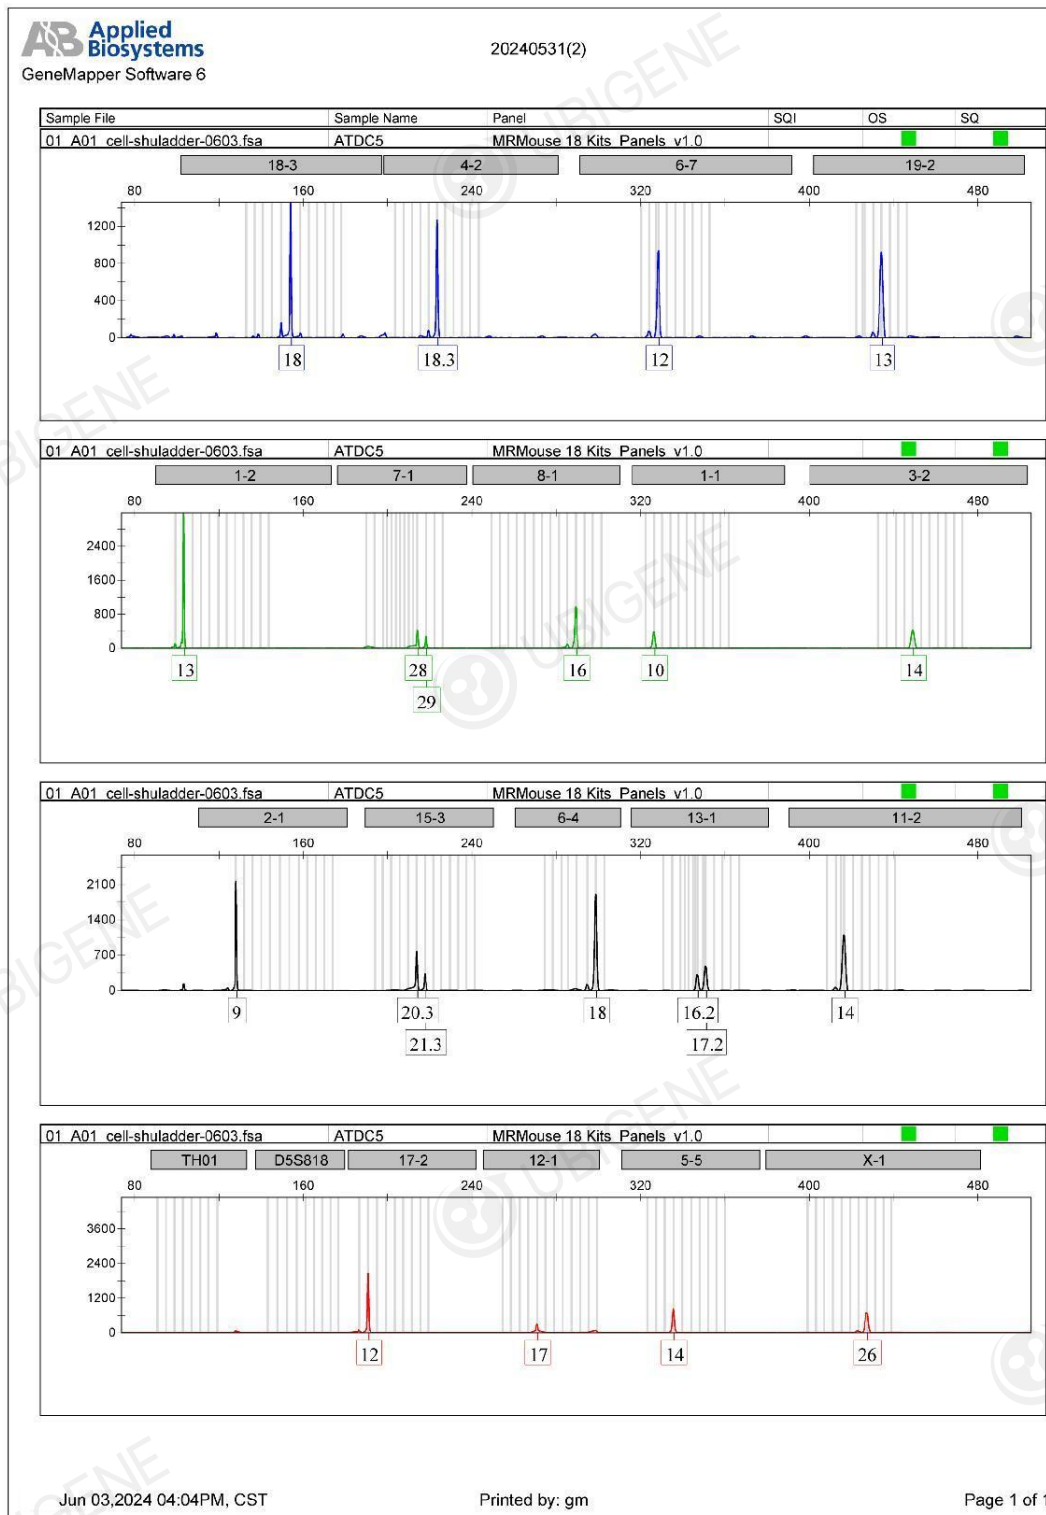 AB Applied
Biosystems
GeneMapper Software 6
20240531(2)
Sample File Sample Name Panel SQI OS SQ
01_A01_cell-shuladder-0603.fsa ATDC5 MRMouse 18 Kits_Panels_v1.0
18-3 4-2 6-7 19-2
80 160 240 320 400 480
1200
800
400
0
18 18.3 12 13
01_A01_cell-shuladder-0603.fsa ATDC5 MRMouse 18 Kits_Panels_v1.0
1-2 7-1 8-1 1-1 3-2
80 160 240 320 400 480
2400
1600
800
0
13 28 16 10 14
29
01_A01_cell-shuladder-0603.fsa ATDC5 MRMouse 18 Kits_Panels_v1.0
2-1 15-3 6-4 13-1 11-2
80 160 240 320 400 480
2100
1400
700
0
9 20.3 18 16.2 14
21.3 17.2
01_A01_cell-shuladder-0603.fsa ATDC5 MRMouse 18 Kits_Panels_v1.0
TH01 D5S818 17-2 12-1 5-5 X-1
80 160 240 320 400 480
3600
2400
1200
0
12 17 14 26
Jun 03,2024 04:04PM, CST Printed by: gm Page 1 of 1
UBIGENE
UBIGENE
UBIGENE
UBIGENE
UBIGENE
UBIGENE